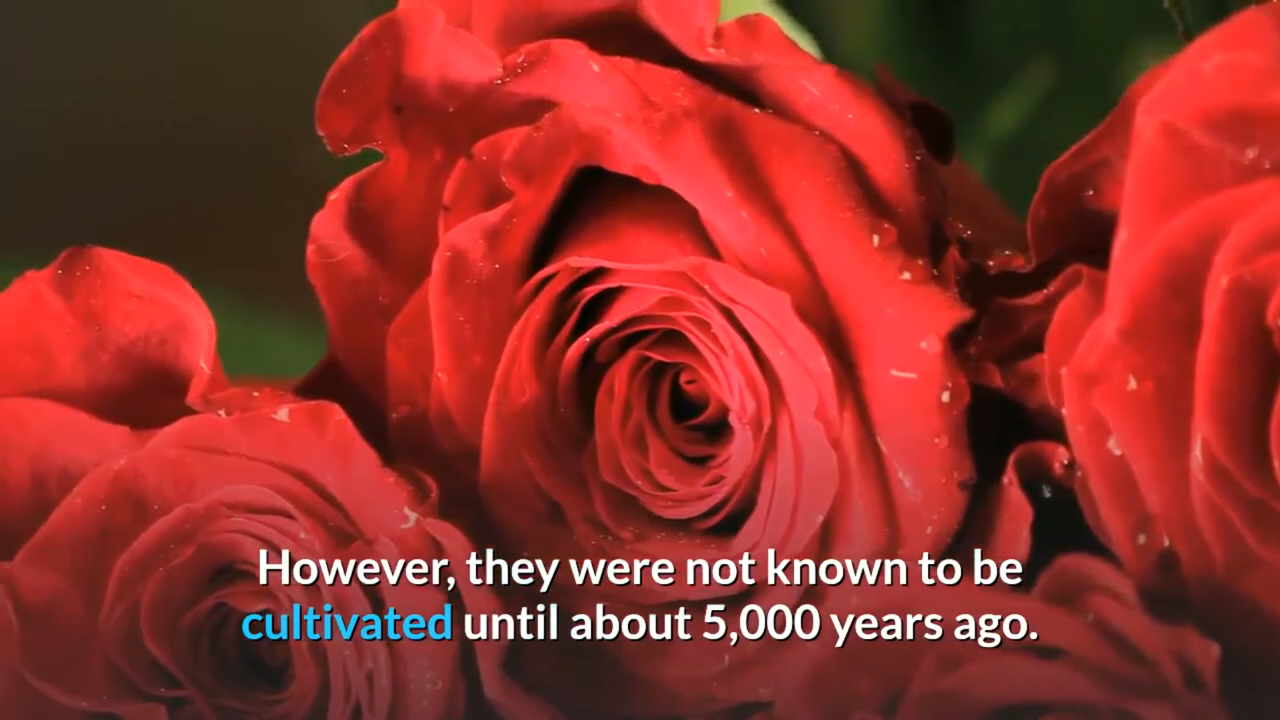 However, they were not known to be
cultivated until about 5,000 years ago.